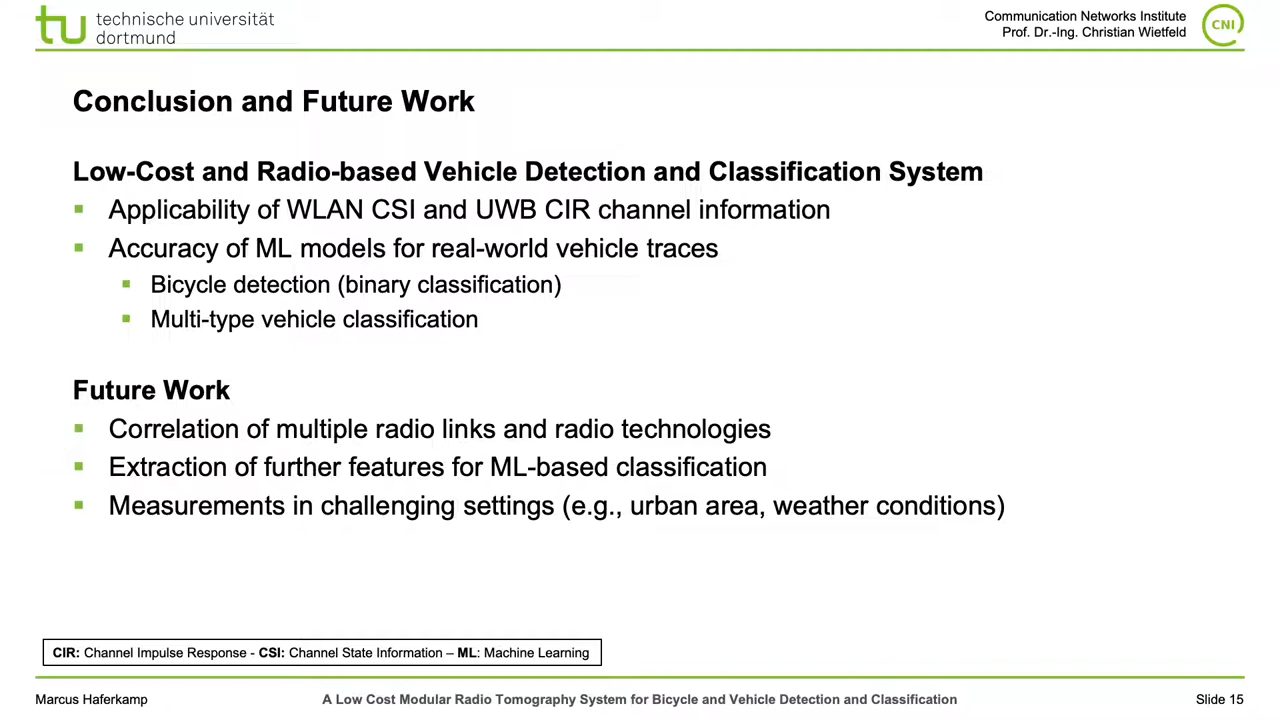 technische universität
dortmund
Communication Networks Institute
Prof. Dr.-Ing. Christian Wietfeld
CNI
Conclusion and Future Work
Low-Cost and Radio-based Vehicle Detection and Classification System
Applicability of WLAN CSI and UWB CIR channel information
Accuracy of ML models for real-world vehicle traces
Bicycle detection (binary classification)
Multi-type vehicle classification
Future Work
Correlation of multiple radio links and radio technologies
Extraction of further features for ML-based classification
Measurements in challenging settings (e.g., urban area, weather conditions)
CIR: Channel Impulse Response - CSI: Channel State Information – ML: Machine Learning
Marcus Haferkamp
A Low Cost Modular Radio Tomography System for Bicycle and Vehicle Detection and Classification
Slide 15